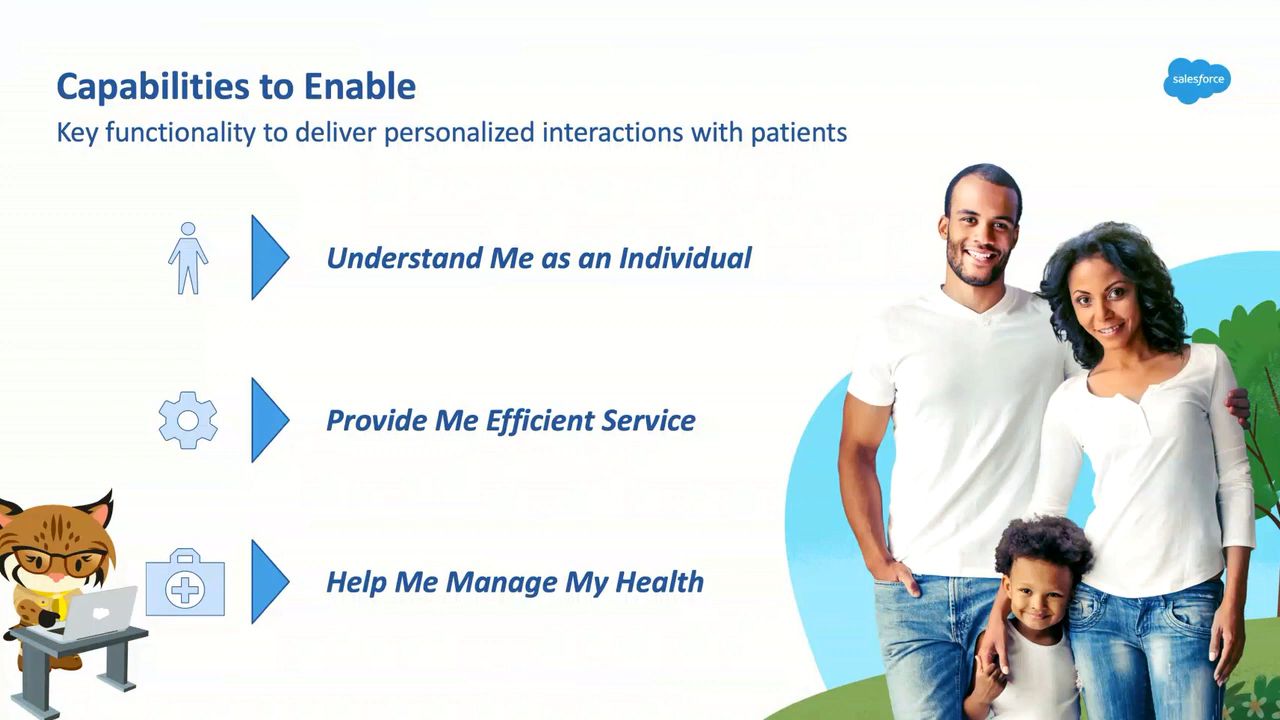 Capabilities to Enable
salesforce
Key functionality to deliver personalized interactions with patients
Understand Me as an Individual
Provide Me Efficient Service
Help Me Manage My Health